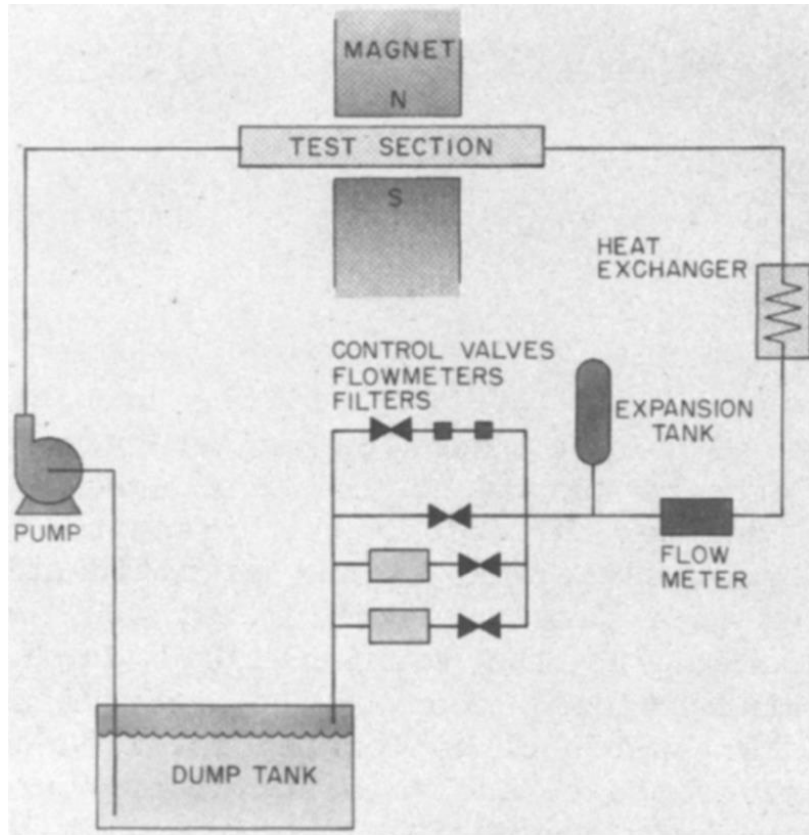 MAGNET
N
TEST SECTION
S
HEAT
EXCHANGER
CONTROL VALVES
FLOWMETERS
FILTERS
EXPANSION
TANK
PUMP
FLOW
METER
DUMP TANK